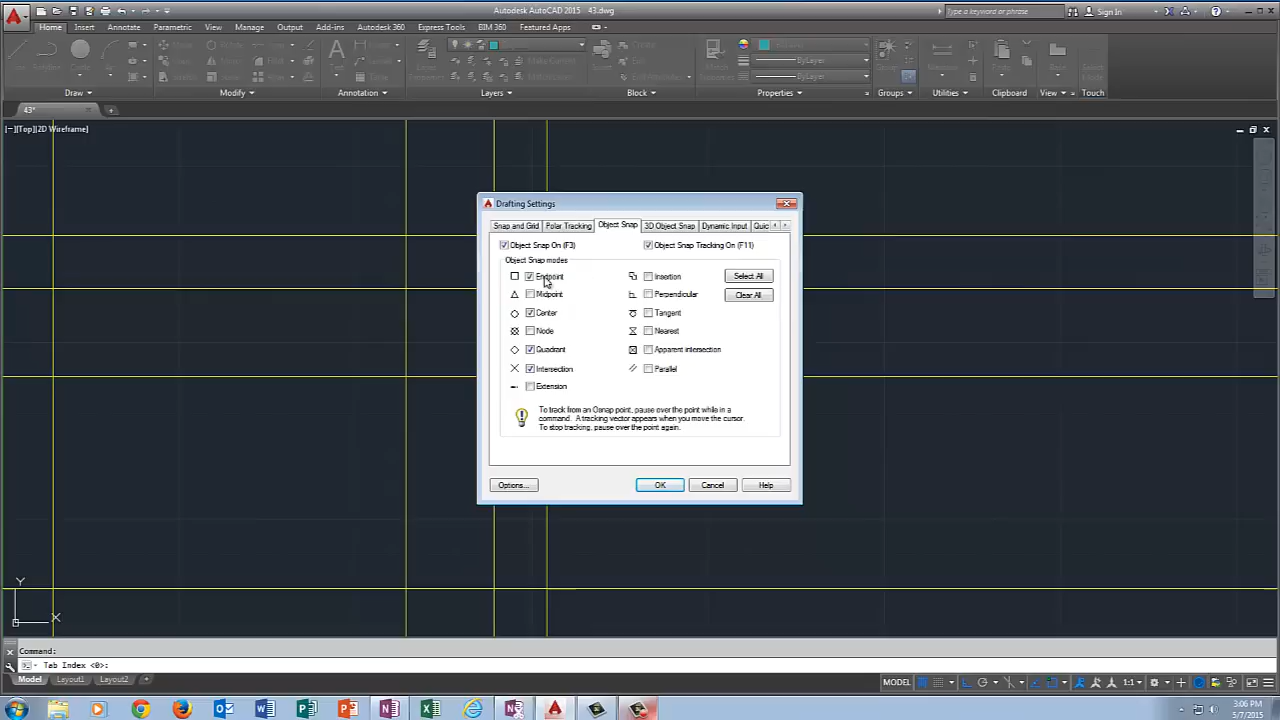 Autodesk AutoCAD 2015 43.dwg
Type a keyword or phrase
Sign In
Home Insert Annotate Parametric View Manage Output Add-ins Autodesk 360 Express Tools BIM 360 Featured Apps
ByLayer
ByLayer
Draw Modify Annotation Layers Block Properties Groups Utilities Clipboard View Touch
43*
[−][Top][2D Wireframe]
Drafting Settings
Snap and Grid Polar Tracking Object Snap 3D Object Snap Dynamic Input Quic
Object Snap On (F3) Object Snap Tracking On (F11)
Object Snap modes
Endpoint Insertion Select All
Midpoint Perpendicular Clear All
Center Tangent
Node Nearest
Quadrant Apparent intersection
Intersection Parallel
Extension
To track from an Osnap point, pause over the point while in a
command. A tracking vector appears when you move the cursor.
To stop tracking, pause over the point again.
Options... OK Cancel Help
Y
X
Command:
Tab Index <0>:
Model Layout1 Layout2
MODEL 1:1
3:06 PM
5/7/2015